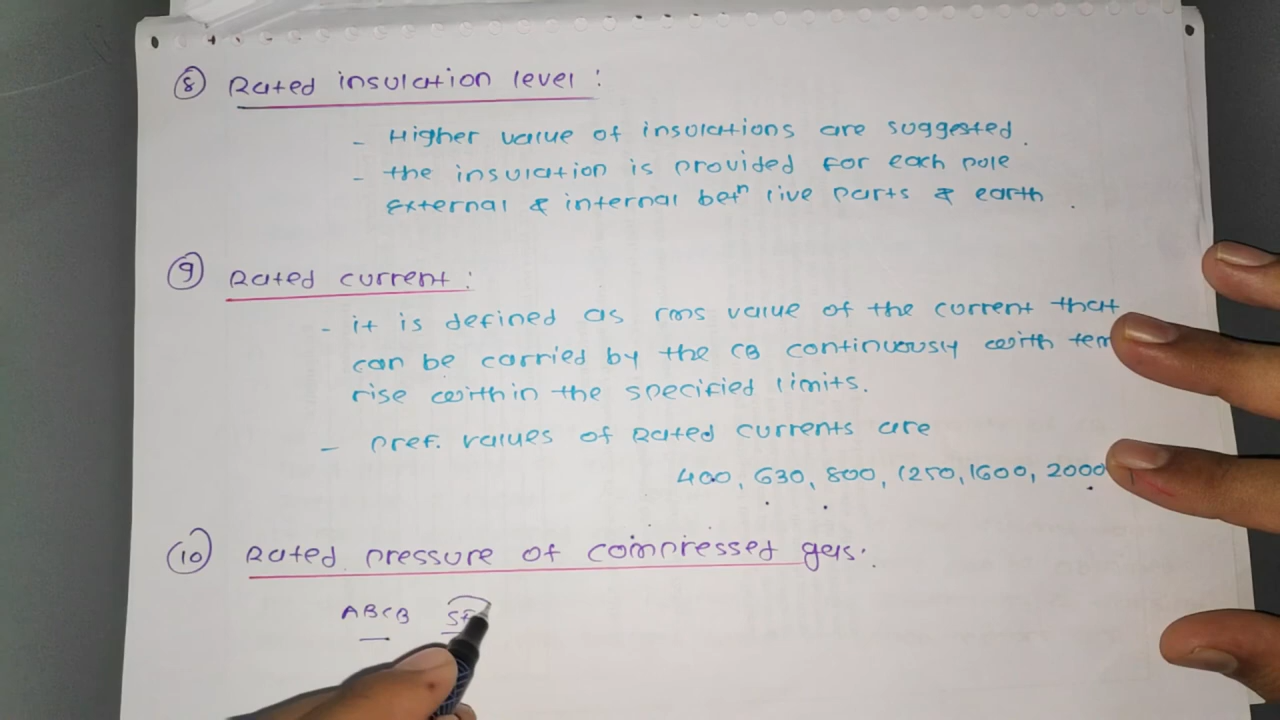 8 Rated insulation level :
- Higher value of insulations are suggested.
- the insulation is provided for each pole
external & internal betn live parts & earth .
9 Rated current :
- it is defined as rms value of the current that
can be carried by the CB continuously with tem
rise within the specified limits.
- pref. values of Rated currents are
400, 630, 800, 1250, 1600, 2000
10 Rated pressure of compressed gas.
ABCB